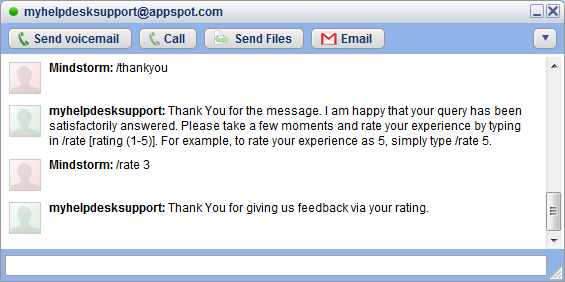 myhelpdesksupport@appspot.com
Send voicemail Call Send Files Email
Mindstorm: /thankyou
myhelpdesksupport: Thank You for the message. I am happy that your query has been
satisfactorily answered. Please take a few moments and rate your experience by typing
in /rate [rating (1-5)]. For example, to rate your experience as 5, simply type /rate 5.
Mindstorm: /rate 3
myhelpdesksupport: Thank You for giving us feedback via your rating.